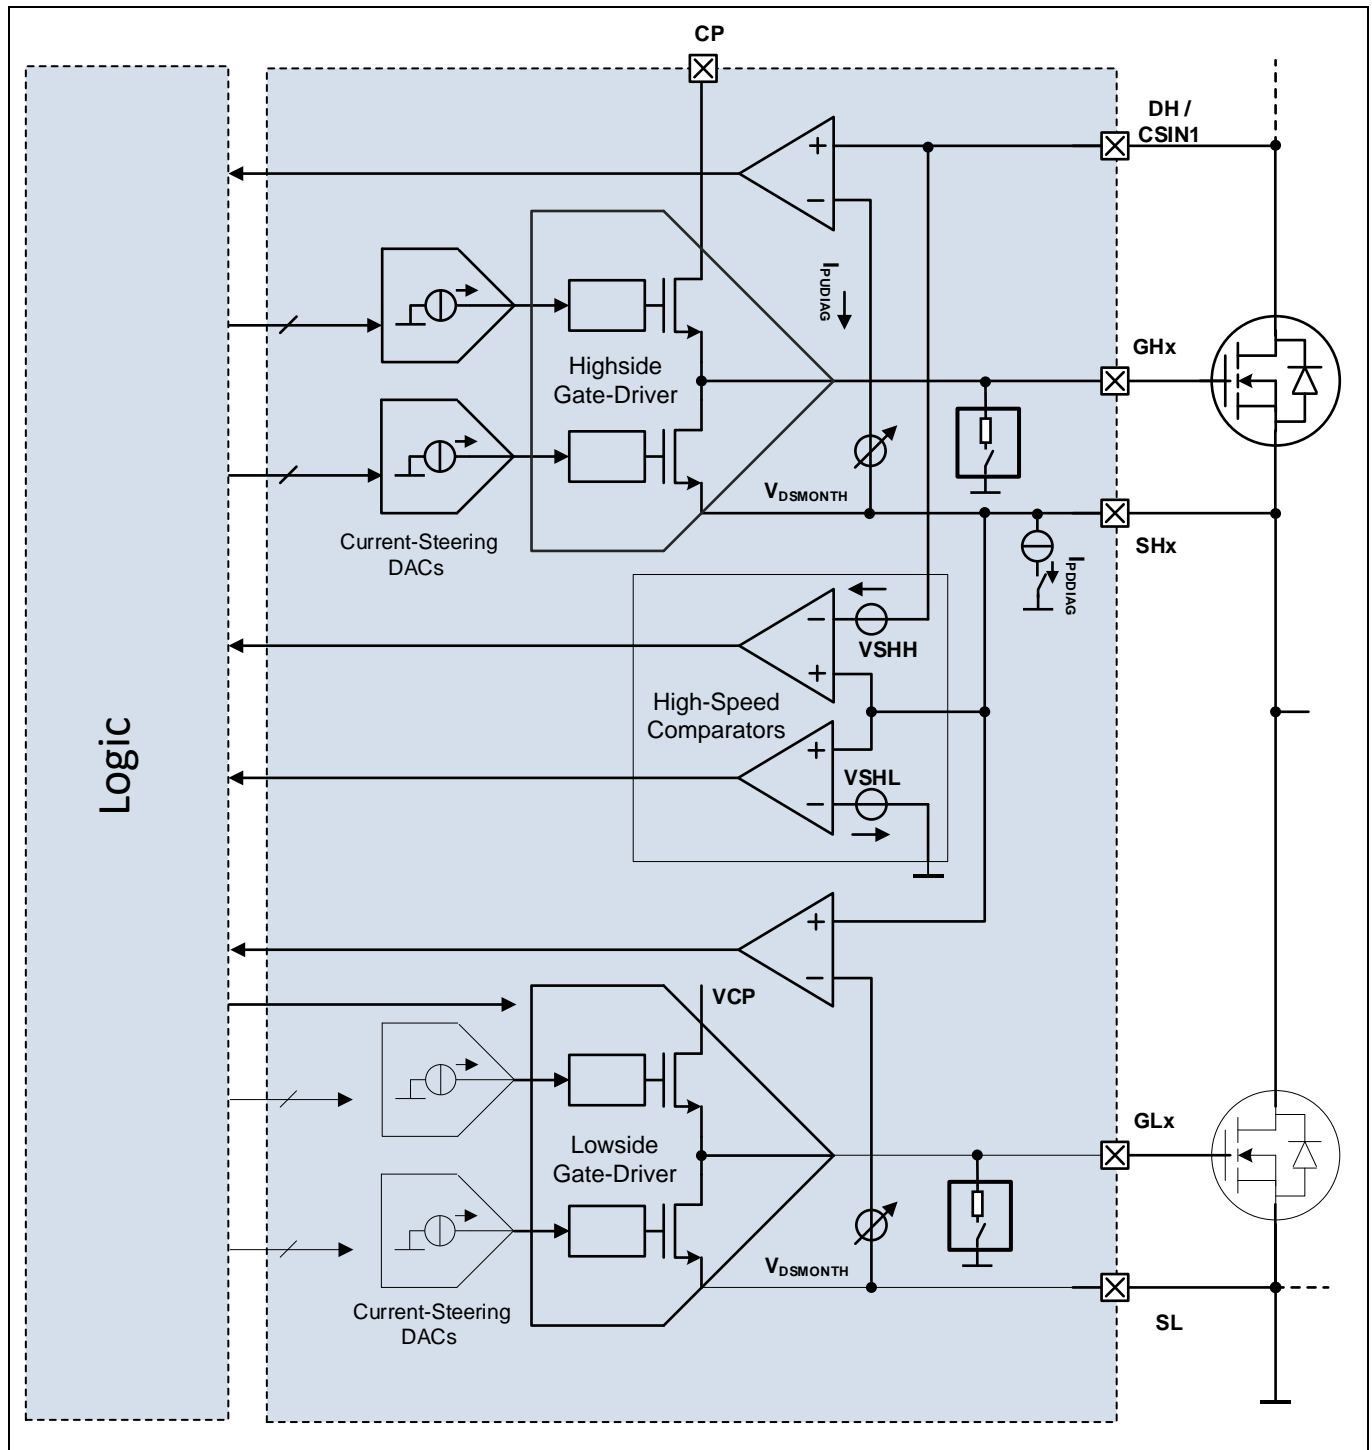 CP
DH /
CSIN1
+
−
IPUDIAG
GHx
Highside
Gate-Driver
VDSMONTH
SHx
Current-Steering
DACs
IPDDIAG
−
VSHH
+
High-Speed
Comparators
+
VSHL
−
Logic
+
−
VCP
GLx
Lowside
Gate-Driver
VDSMONTH
SL
Current-Steering
DACs